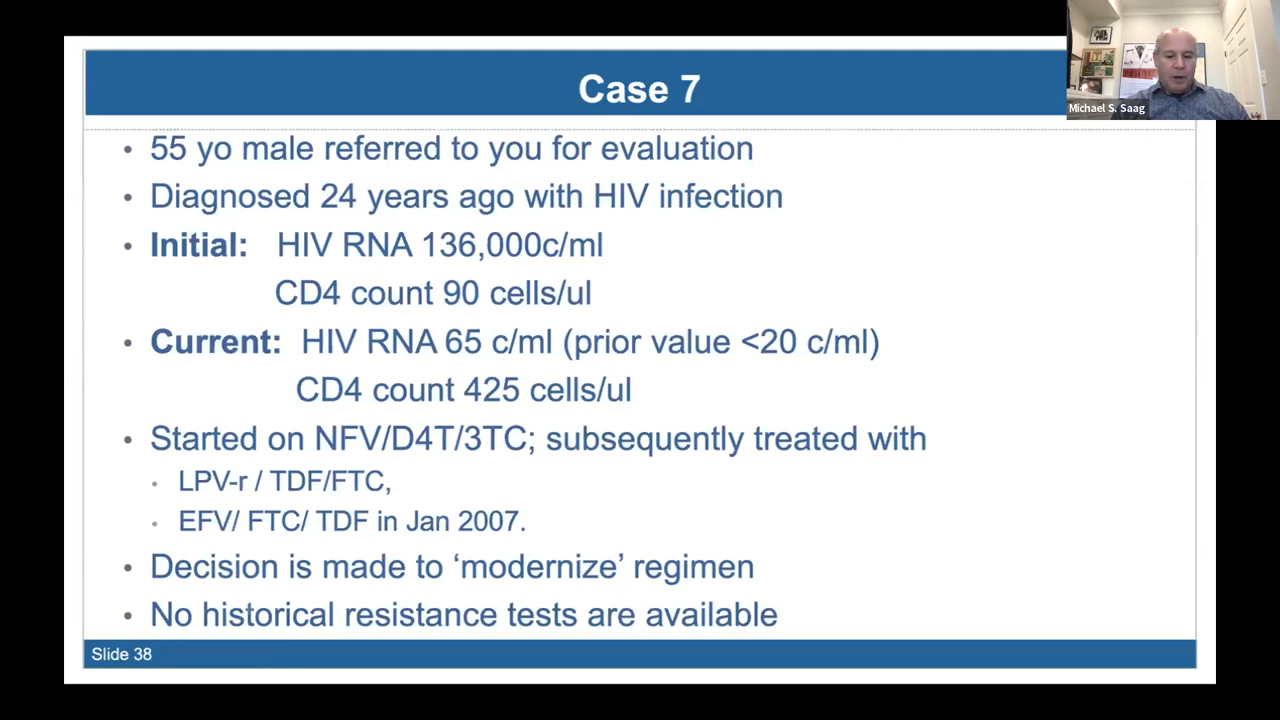 Case 7
Michael S. Saag
• 55 yo male referred to you for evaluation
• Diagnosed 24 years ago with HIV infection
• Initial: HIV RNA 136,000c/ml
CD4 count 90 cells/ul
• Current: HIV RNA 65 c/ml (prior value <20 c/ml)
CD4 count 425 cells/ul
• Started on NFV/D4T/3TC; subsequently treated with
• LPV-r / TDF/FTC,
• EFV/ FTC/ TDF in Jan 2007.
• Decision is made to ‘modernize’ regimen
• No historical resistance tests are available
Slide 38